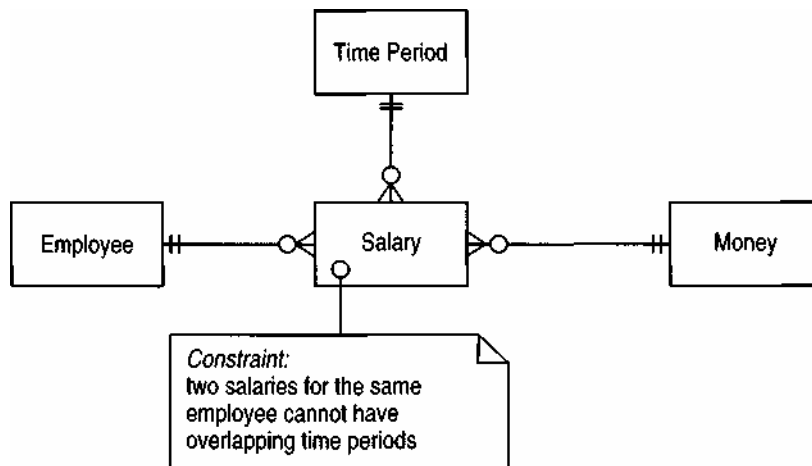 Time Period
Employee
Salary
Money
Constraint:
two salaries for the same
employee cannot have
overlapping time periods